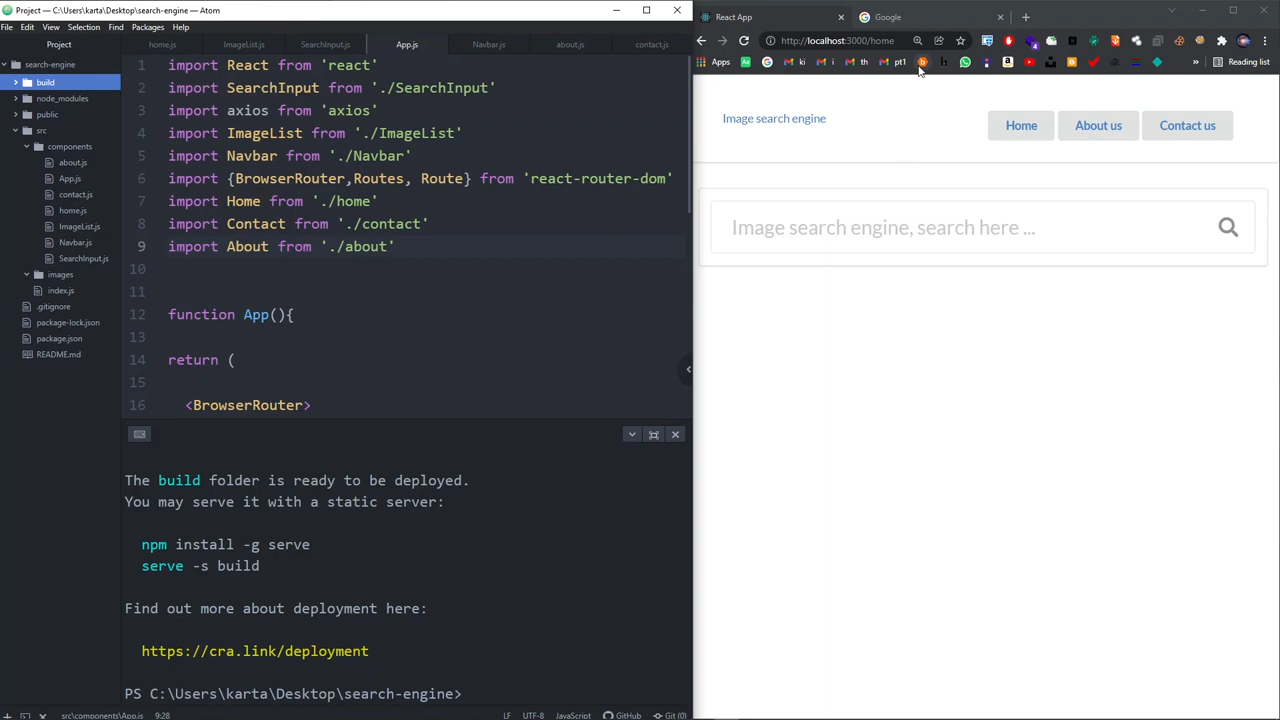 Project — C:\Users\karta\Desktop\search-engine — Atom
File Edit View Selection Find Packages Help
Project
home.js
ImageList.js
SearchInput.js
App.js
Navbar.js
about.js
contact.js
search-engine
build
node_modules
public
src
components
about.js
App.js
contact.js
home.js
ImageList.js
Navbar.js
SearchInput.js
images
index.js
.gitignore
package-lock.json
package.json
README.md
1 import React from 'react'
2 import SearchInput from './SearchInput'
3 import axios from 'axios'
4 import ImageList from './ImageList'
5 import Navbar from './Navbar'
6 import {BrowserRouter,Routes, Route} from 'react-router-dom'
7 import Home from './home'
8 import Contact from './contact'
9 import About from './about'
10
11
12 function App(){
13
14 return (
15
16 <BrowserRouter>
The build folder is ready to be deployed.
You may serve it with a static server:
npm install -g serve
serve -s build
Find out more about deployment here:
https://cra.link/deployment
PS C:\Users\karta\Desktop\search-engine>
src\components\App.js 9:28 LF UTF-8 JavaScript GitHub Git (0)
React App
Google
http://localhost:3000/home
Apps ki i th pt1 Reading list
Image search engine
Home
About us
Contact us
Image search engine, search here ...